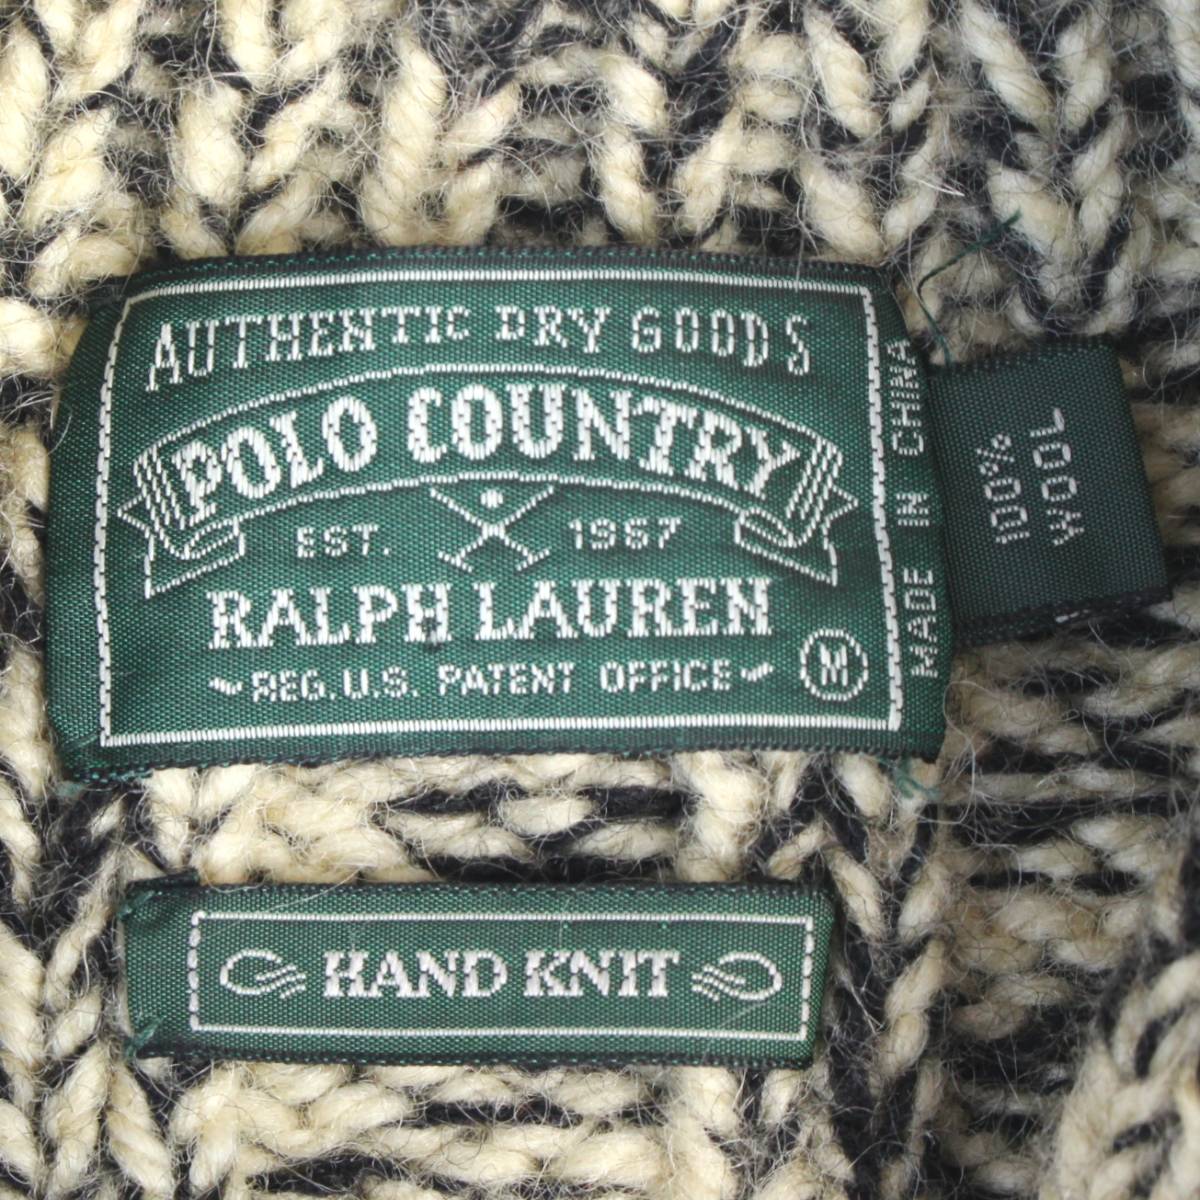 AUTHENTIC DRY GOODS
POLO COUNTRY
EST. 1967
RALPH LAUREN
REG. U.S. PATENT OFFICE
M
MADE IN CHINA
100%
WOOL
HAND KNIT